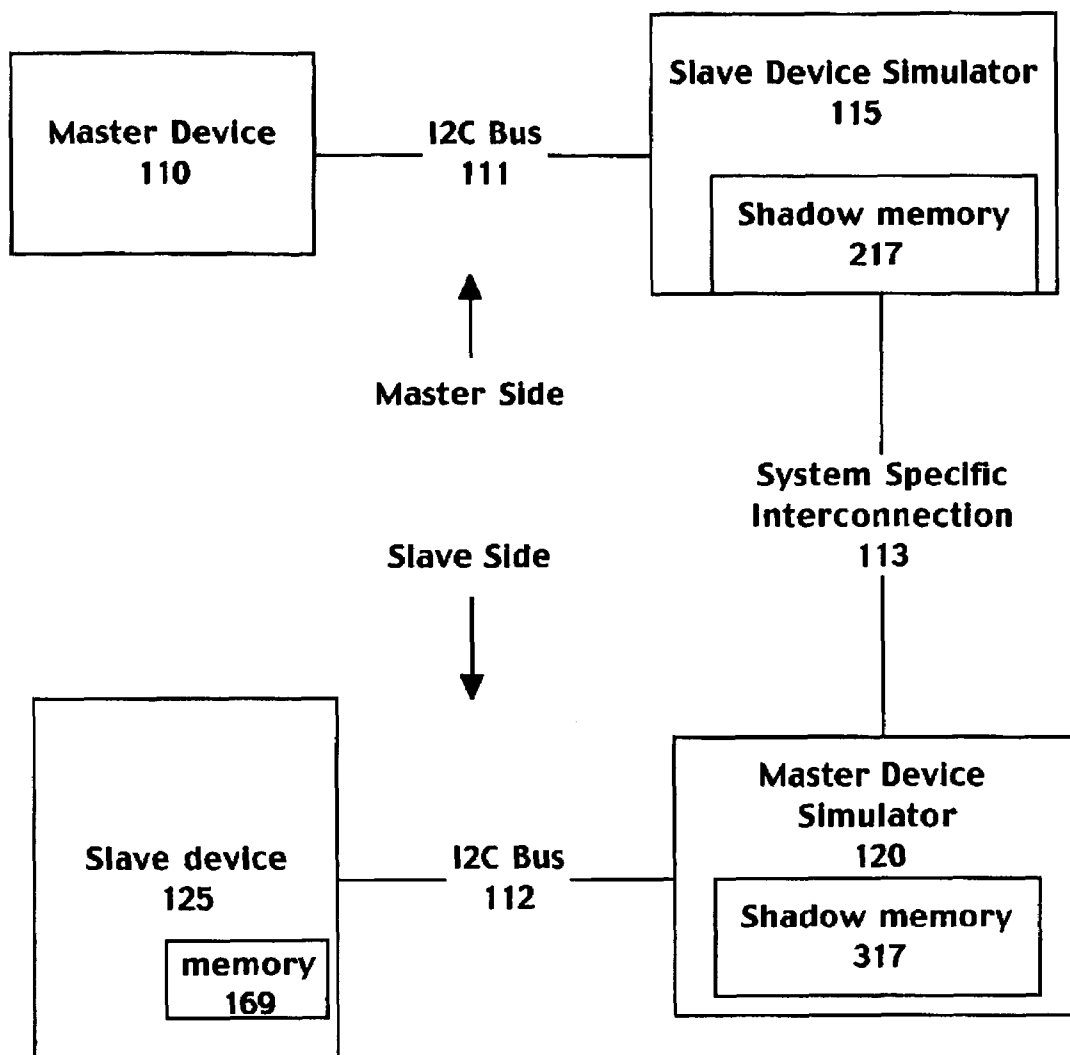 Master Device
110
I2C Bus
111
Slave Device Simulator
115
Shadow memory
217
Master Side
System Specific
Interconnection
113
Slave Side
Slave device
125
memory
169
I2C Bus
112
Master Device
Simulator
120
Shadow memory
317